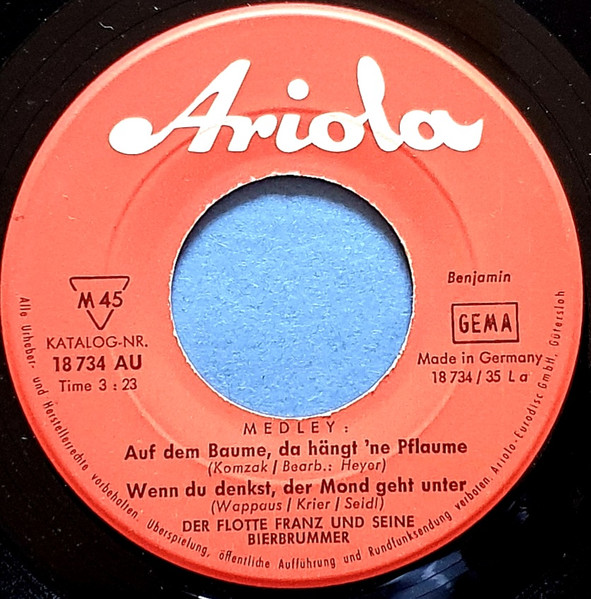 Ariola
M 45
KATALOG-NR.
18 734 AU
Time 3 : 23
Benjamin
GEMA
Made in Germany
18 734 / 35 L a
MEDLEY:
Auf dem Baume, da hängt 'ne Pflaume
(Komzak / Bearb.: Heyer)
Wenn du denkst, der Mond geht unter
(Wappaus / Krier / Seidl)
DER FLOTTE FRANZ UND SEINE
BIERBRUMMER
Alle Urheber- und Herstellerrechte vorbehalten. Überspielung, öffentliche Aufführung und Rundfunksendung verboten. Ariola-Eurodisc GmbH, Gütersloh